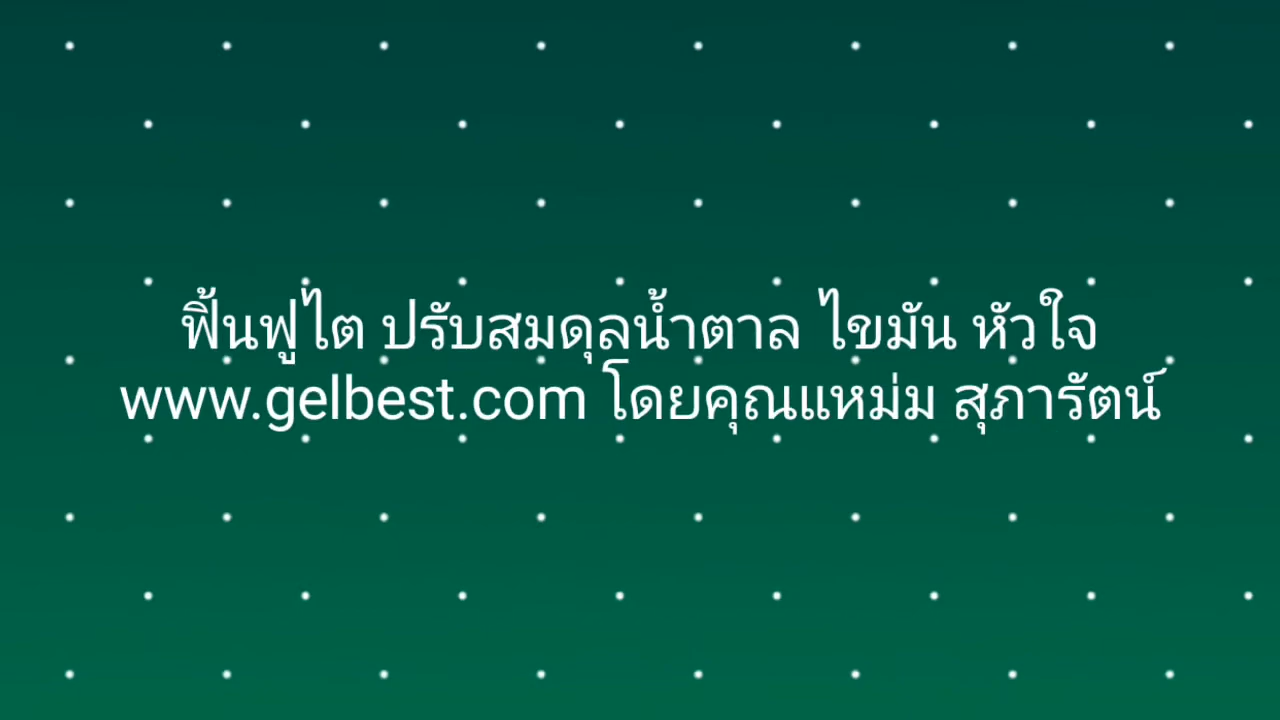 ฟื้นฟูไต ปรับสมดุลน้ำตาล ไขมัน หัวใจ
www.gelbest.com โดยคุณแหม่ม สุภารัตน์